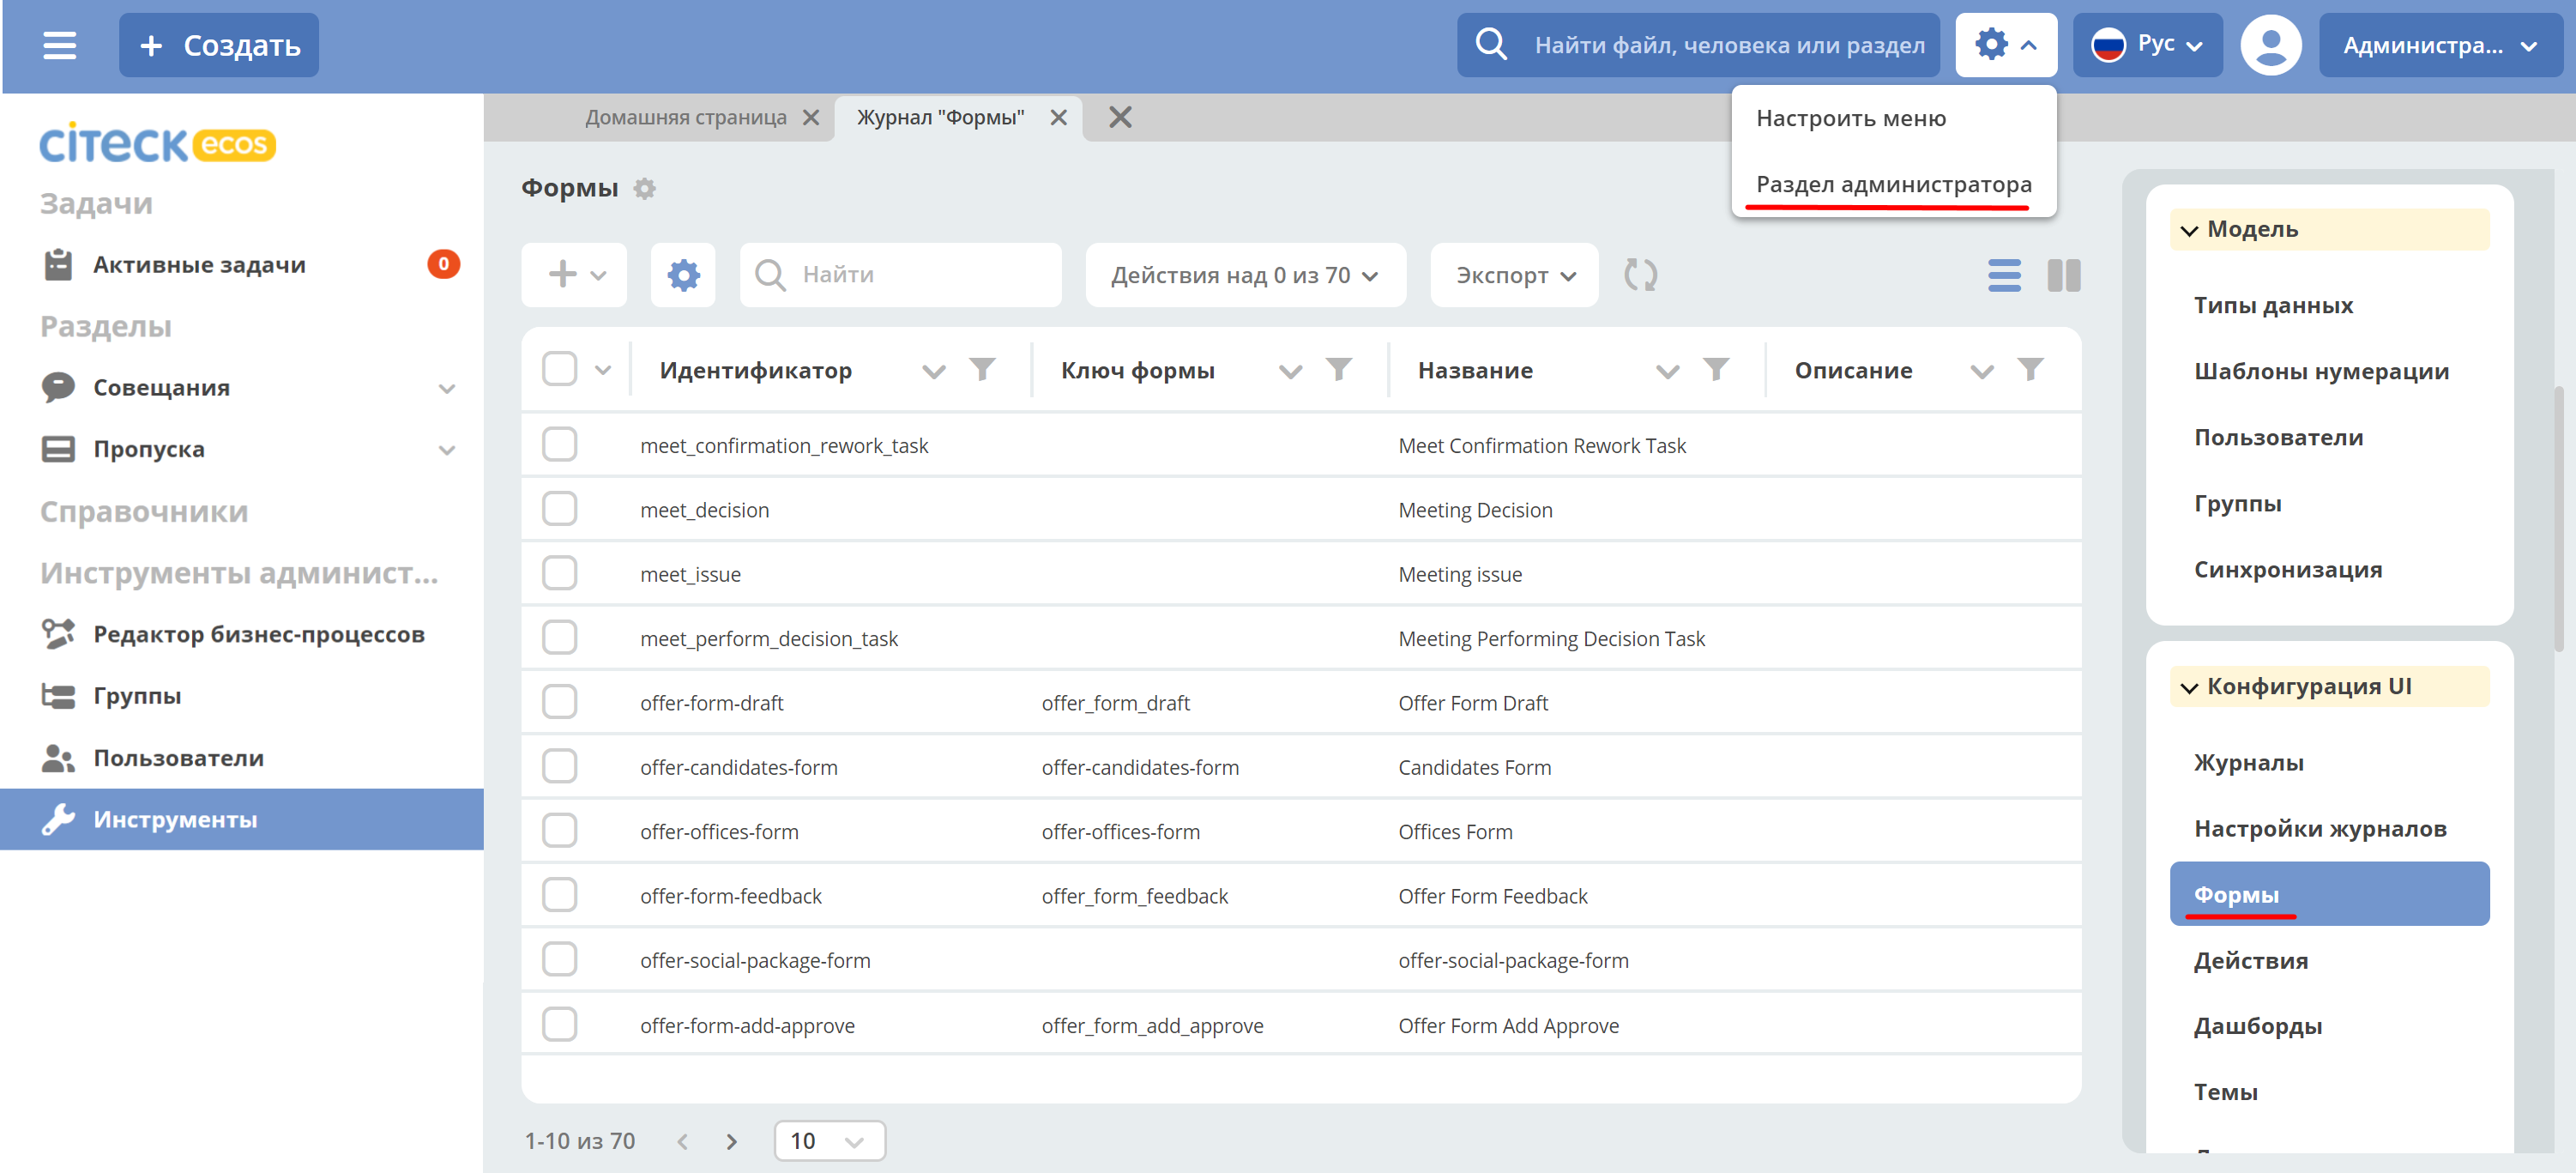 + Создать
Найти файл, человека или раздел
Рус
Администра...
Домашняя страница
Журнал "Формы"
Настроить меню
Раздел администратора
CITECK ecos
Задачи
Активные задачи 0
Разделы
Совещания
Пропуска
Справочники
Инструменты админист...
Редактор бизнес-процессов
Группы
Пользователи
Инструменты
Формы
Найти
Действия над 0 из 70
Экспорт
Идентификатор Ключ формы Название Описание
meet_confirmation_rework_task Meet Confirmation Rework Task
meet_decision Meeting Decision
meet_issue Meeting issue
meet_perform_decision_task Meeting Performing Decision Task
offer-form-draft offer_form_draft Offer Form Draft
offer-candidates-form offer-candidates-form Candidates Form
offer-offices-form offer-offices-form Offices Form
offer-form-feedback offer_form_feedback Offer Form Feedback
offer-social-package-form offer-social-package-form
offer-form-add-approve offer_form_add_approve Offer Form Add Approve
1-10 из 70
10
Модель
Типы данных
Шаблоны нумерации
Пользователи
Группы
Синхронизация
Конфигурация UI
Журналы
Настройки журналов
Формы
Действия
Дашборды
Темы